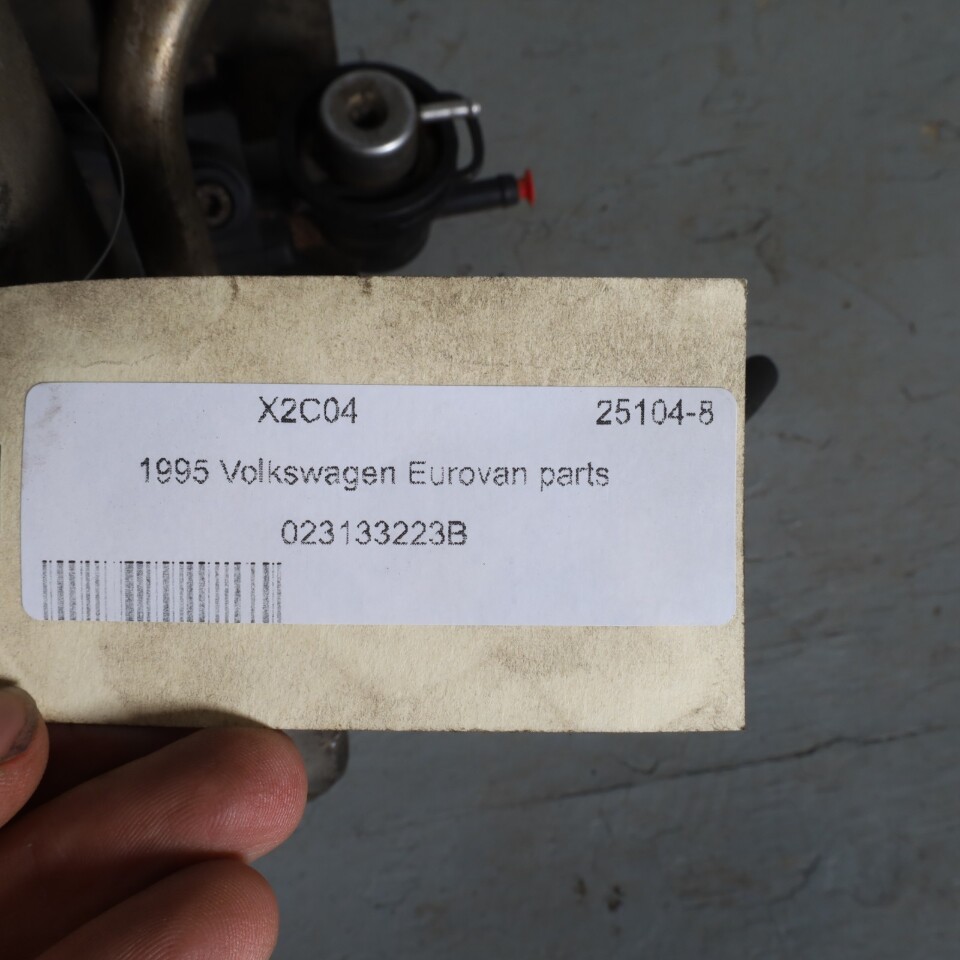 X2C04 25104-8
1995 Volkswagen Eurovan parts
023133223B